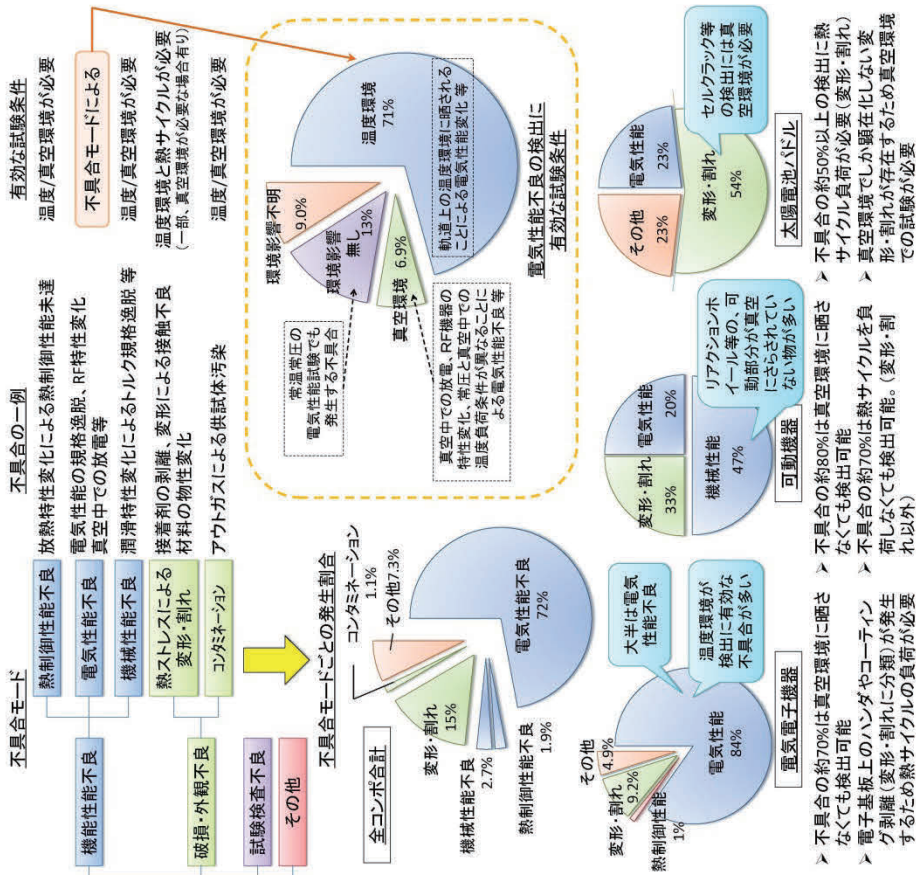 不具合モード
不具合の一例
有効な試験条件
機能性能不良
熱制御性能不良
放熱特性変化による熱制御性能未達
温度/真空環境が必要
電気性能不良
電気性能の規格逸脱、RF特性変化
真空中での放電等
不具合モードによる
機械性能不良
潤滑特性変化によるトルク規格逸脱 等
温度/真空環境が必要
破損・外観不良
熱ストレスによる
変形・割れ
接着剤の剥離、変形による接触不良
材料の物性変化
温度環境と熱サイクルが必要
(一部、真空環境が必要な場合有り)
コンタミネーション
アウトガスによる供試体汚染
温度/真空環境が必要
試験検査不良
その他
不具合モードごとの発生割合
全コンポ合計
コンタミネーション
1.1%
その他7.3%
変形・割れ
15%
機械性能不良
2.7%
熱制御性能不良
1.9%
電気性能不良
72%
常温常圧の
電気性能試験でも
発生する不具合
環境影響不明
9.0%
環境影響
無し
13%
真空環境
6.9%
真空中での放電、RF機器の
特性変化、常圧と真空中での
温度負荷条件が異なることに
よる電気性能不良 等
温度環境
71%
軌道上の温度環境に晒される
ことによる電気性能変化 等
電気性能不良の検出に
有効な試験条件
大半は電気
性能不良
温度環境が
検出に有効な
不具合が多い
その他
4.9%
変形・割れ
9.2%
熱制御性能
1%
電気性能
84%
電気電子機器
➢ 不具合の約70%は真空環境に晒さ
なくても検出可能
➢ 電子基板上のハンダやコーティン
グ剥離(変形・割れに分類)が発生
するため熱サイクルの負荷が必要
変形・割れ
33%
電気性能
20%
機械性能
47%
リアクションホ
イール等の、可
動部分が真空
にさらされてい
ない物が多い
可動機器
➢ 不具合の約80%は真空環境に晒さ
なくても検出可能
➢ 不具合の約70%は熱サイクルを負
荷しなくても検出可能。(変形・割
れ以外)
その他
23%
電気性能
23%
変形・割れ
54%
セルクラック等
の検出には真
空環境が必要
太陽電池パドル
➢ 不具合の約50%以上の検出に熱
サイクル負荷が必要(変形・割れ)
➢ 真空環境でしか顕在化しない変
形・割れが存在するため真空環境
での試験が必要